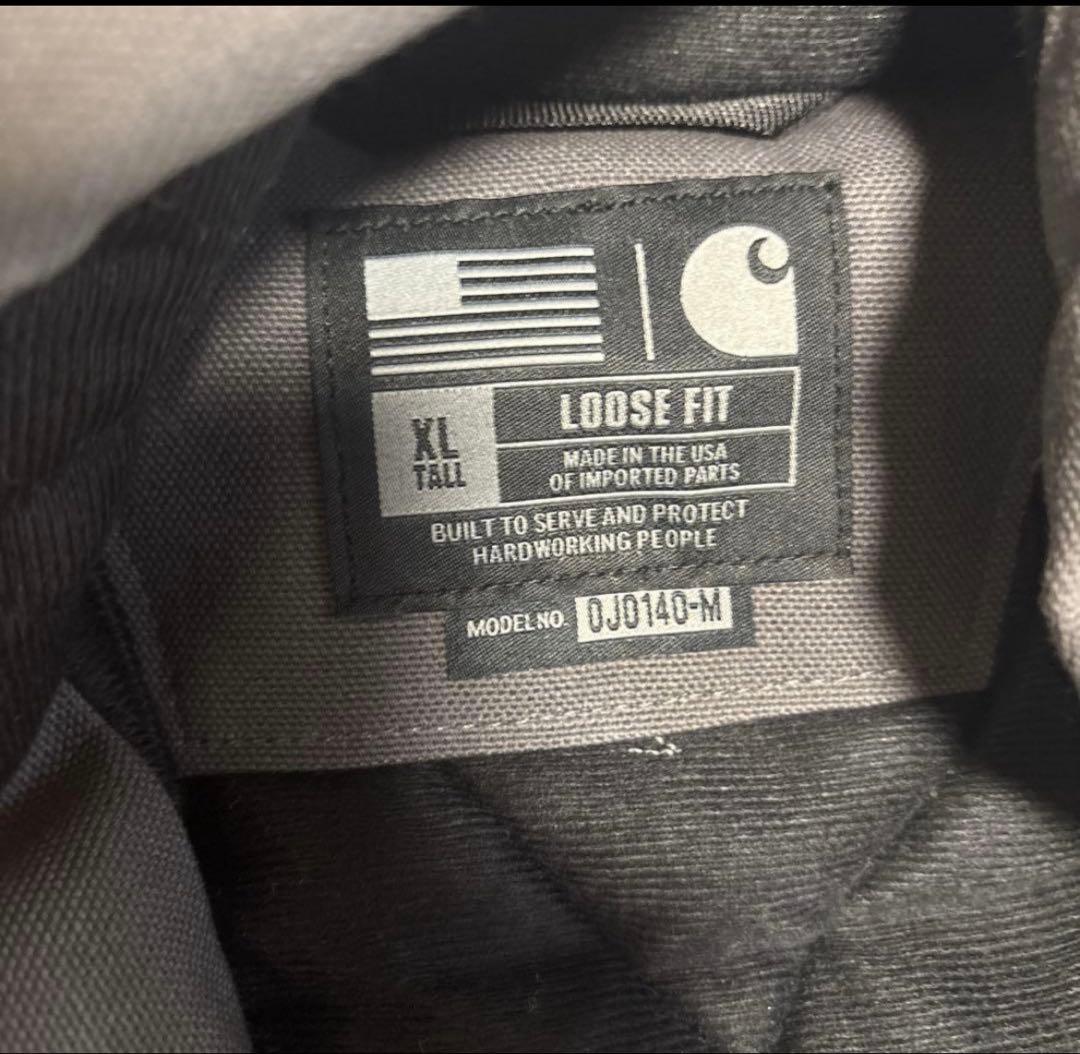 XL
TALL
LOOSE FIT
MADE IN THE USA
OF IMPORTED PARTS
BUILT TO SERVE AND PROTECT
HARDWORKING PEOPLE
MODEL NO. 0J0140-M